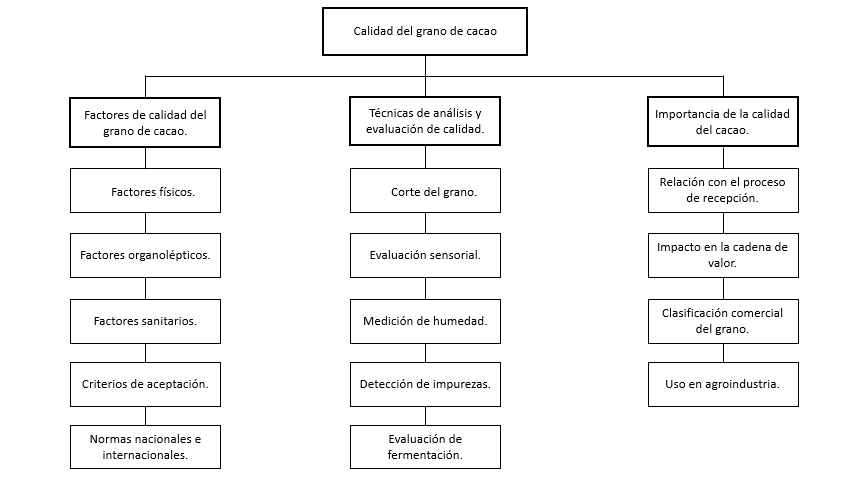 Calidad del grano de cacao
Factores de calidad del
grano de cacao.
Factores físicos.
Factores organolépticos.
Factores sanitarios.
Criterios de aceptación.
Normas nacionales e
internacionales.
Técnicas de análisis y
evaluación de calidad.
Corte del grano.
Evaluación sensorial.
Medición de humedad.
Detección de impurezas.
Evaluación de
fermentación.
Importancia de la calidad
del cacao.
Relación con el proceso
de recepción.
Impacto en la cadena de
valor.
Clasificación comercial
del grano.
Uso en agroindustria.